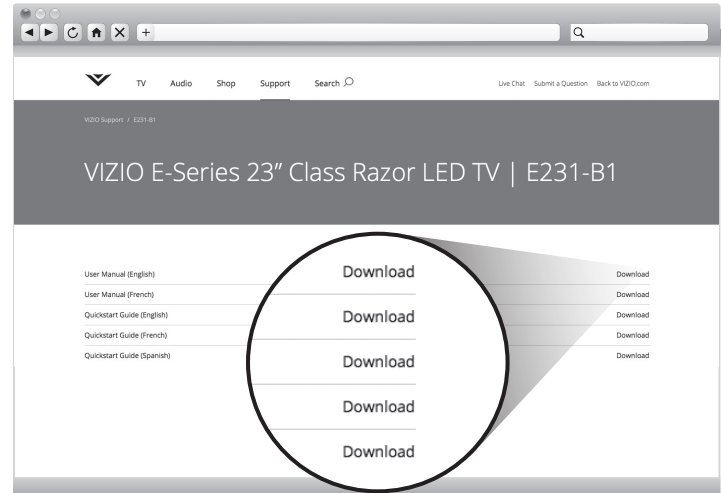 TV Audio Shop Support Search Live Chat Submit a Question Back to VIZIO.com
VIZIO Support / E231-B1
VIZIO E-Series 23" Class Razor LED TV | E231-B1
User Manual (English) Download
User Manual (French) Download
Quickstart Guide (English) Download
Quickstart Guide (French) Download
Quickstart Guide (Spanish) Download
Download
Download
Download
Download
Download